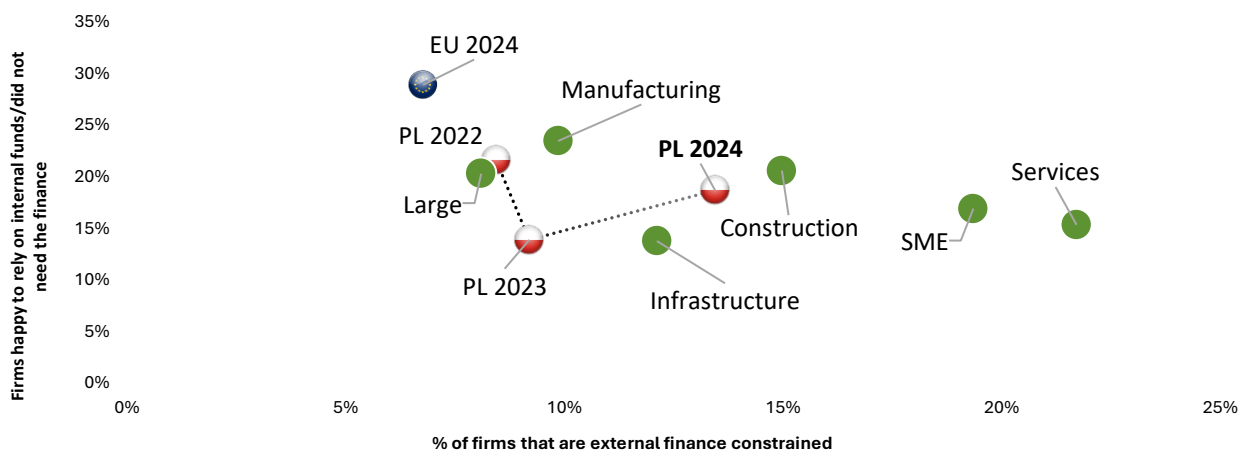 Firms happy to rely on internal funds/did not
need the finance
35%
30%
25%
20%
15%
10%
5%
0%
EU 2024
Manufacturing
PL 2022
PL 2024
Services
Large
Construction
SME
PL 2023
Infrastructure
0%
5%
10%
15%
20%
25%
% of firms that are external finance constrained